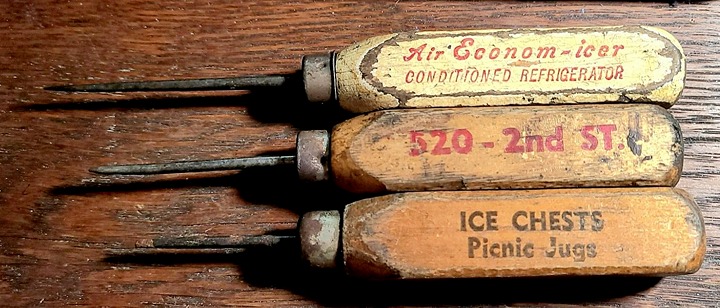 Air Econom-icer
CONDITIONED REFRIGERATOR
520 - 2nd ST.
ICE CHESTS
Picnic Jugs